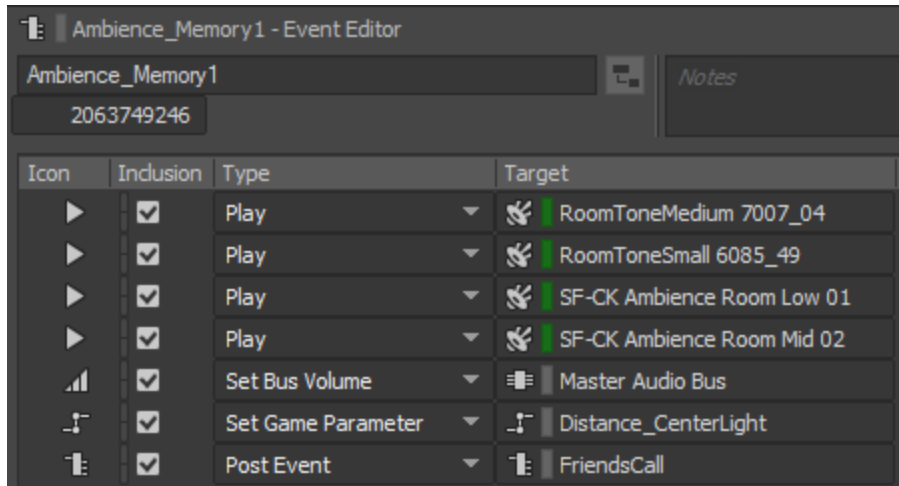 Ambience_Memory1 - Event Editor
Ambience_Memory1
Notes
2063749246
Icon Inclusion Type Target
Play RoomToneMedium 7007_04
Play RoomToneSmall 6085_49
Play SF-CK Ambience Room Low 01
Play SF-CK Ambience Room Mid 02
Set Bus Volume Master Audio Bus
Set Game Parameter Distance_CenterLight
Post Event FriendsCall